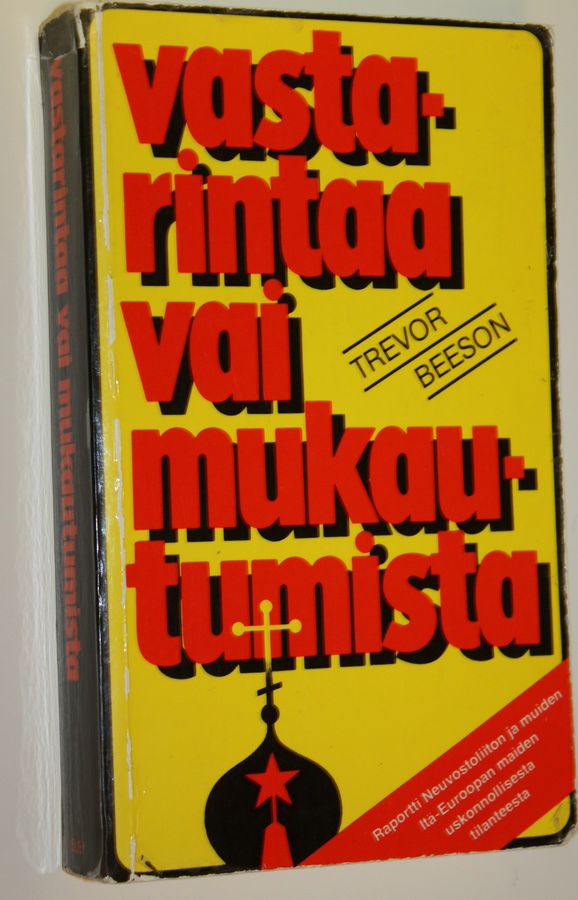 vasta-
rintaa
vai
mukau-
tumista
TREVOR
BEESON
Raportti Neuvostoliiton ja muiden
Itä-Euroopan maiden
uskonnollisesta
tilanteesta
vastarintaa vai mukautumista